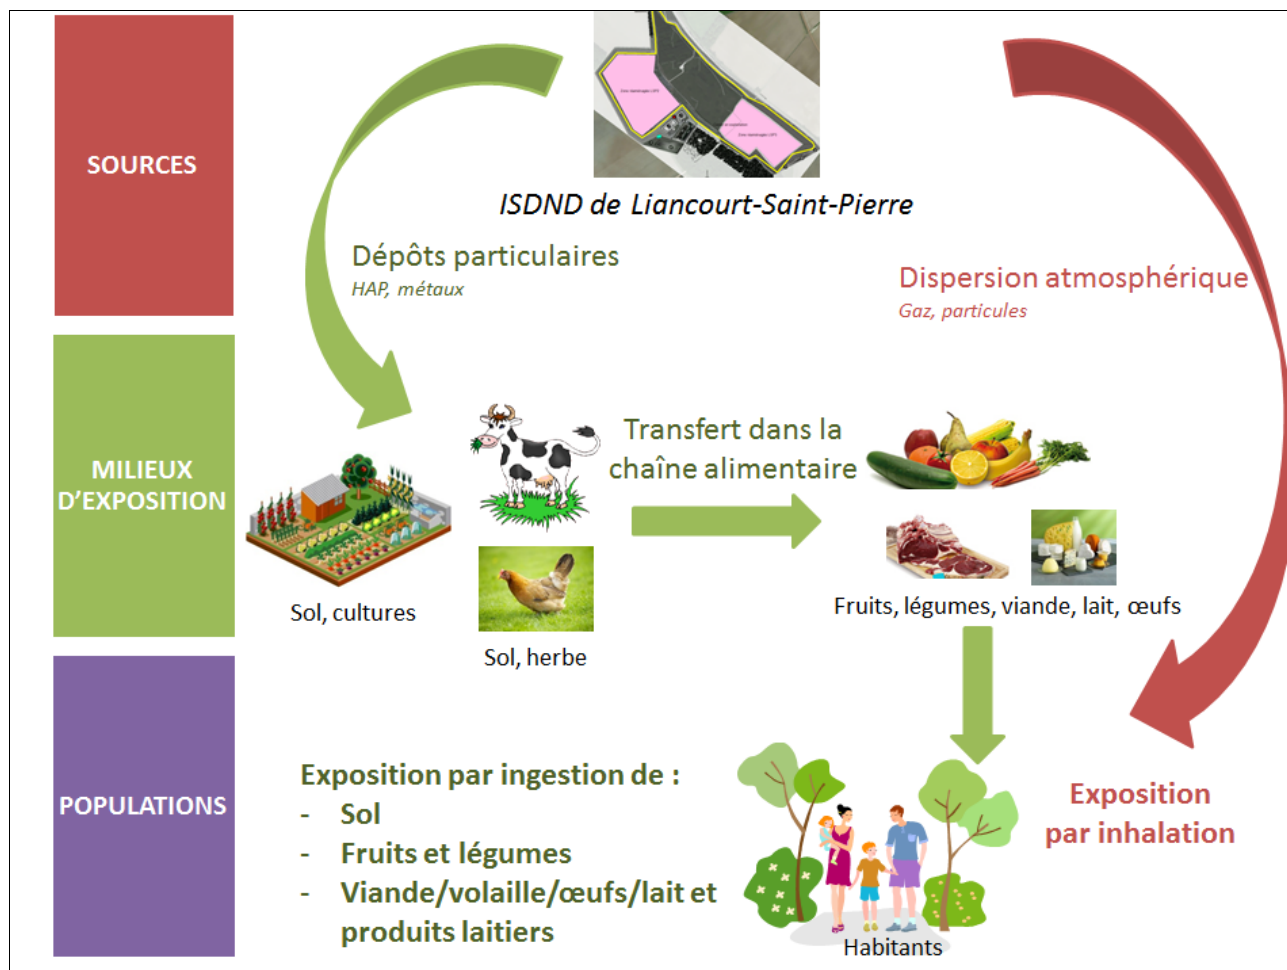 SOURCES
ISDND de Liancourt-Saint-Pierre
Dépôts particulaires
HAP, métaux
Dispersion atmosphérique
Gaz, particules
MILIEUX
D’EXPOSITION
Transfert dans la
chaîne alimentaire
Sol, cultures
Sol, herbe
Fruits, légumes, viande, lait, œufs
POPULATIONS
Exposition par ingestion de :
- Sol
- Fruits et légumes
- Viande/volaille/œufs/lait et
produits laitiers
Habitants
Exposition
par inhalation